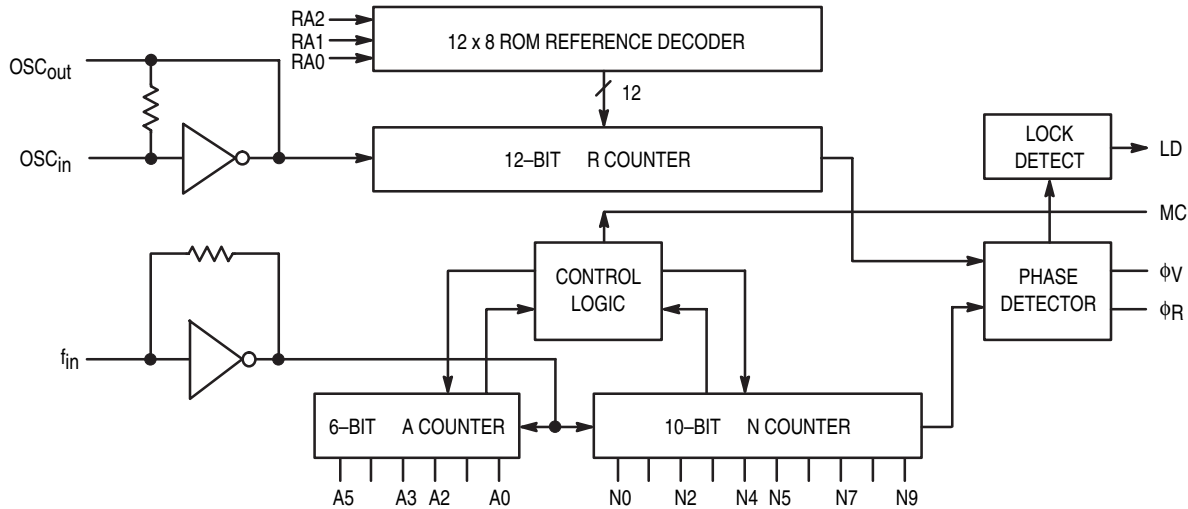 RA2
RA1
RA0
12 x 8 ROM REFERENCE DECODER
OSCout
12
OSCin
12–BIT R COUNTER
LOCK
DETECT
LD
MC
CONTROL
LOGIC
PHASE
DETECTOR
ϕV
ϕR
fin
6–BIT A COUNTER
10–BIT N COUNTER
A5 A3 A2 A0 N0 N2 N4 N5 N7 N9